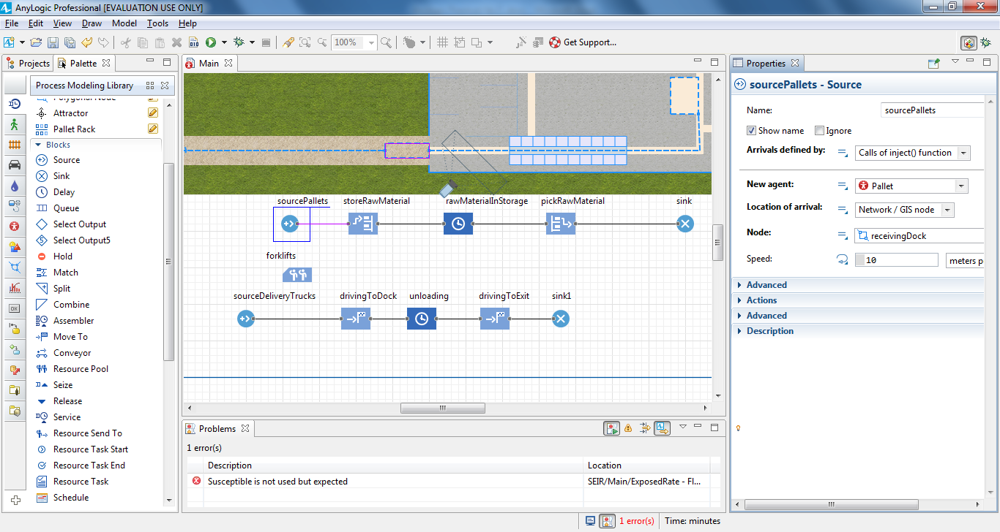 AnyLogic Professional [EVALUATION USE ONLY]
File Edit View Draw Model Tools Help
100% Get Support...
Projects Palette
Process Modeling Library
Polygonal Node
Attractor
Pallet Rack
Blocks
Source
Sink
Delay
Queue
Select Output
Select Output5
Hold
Match
Split
Combine
Assembler
Move To
Conveyor
Resource Pool
Seize
Release
Service
Resource Send To
Resource Task Start
Resource Task End
Resource Task
Schedule
Main
sourcePallets storeRawMaterial rawMaterialInStorage pickRawMaterial sink
forklifts
sourceDeliveryTrucks drivingToDock unloading drivingToExit sink1
Problems
1 error(s)
Description Location
Susceptible is not used but expected SEIR/Main/ExposedRate - Fl...
Properties
sourcePallets - Source
Name: sourcePallets
Show name Ignore
Arrivals defined by: Calls of inject() function
New agent: Pallet
Location of arrival: Network / GIS node
Node: receivingDock
Speed: 10 meters p
Advanced
Actions
Advanced
Description
1 error(s) Time: minutes